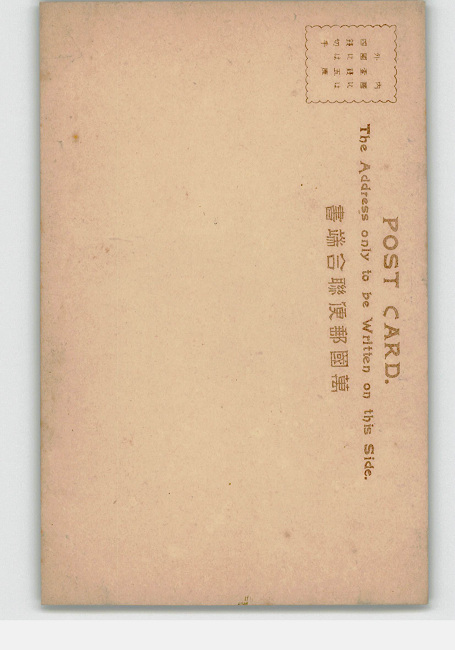 POST CARD.
The Address only to be Written on this Side.
萬國郵便聯合端書